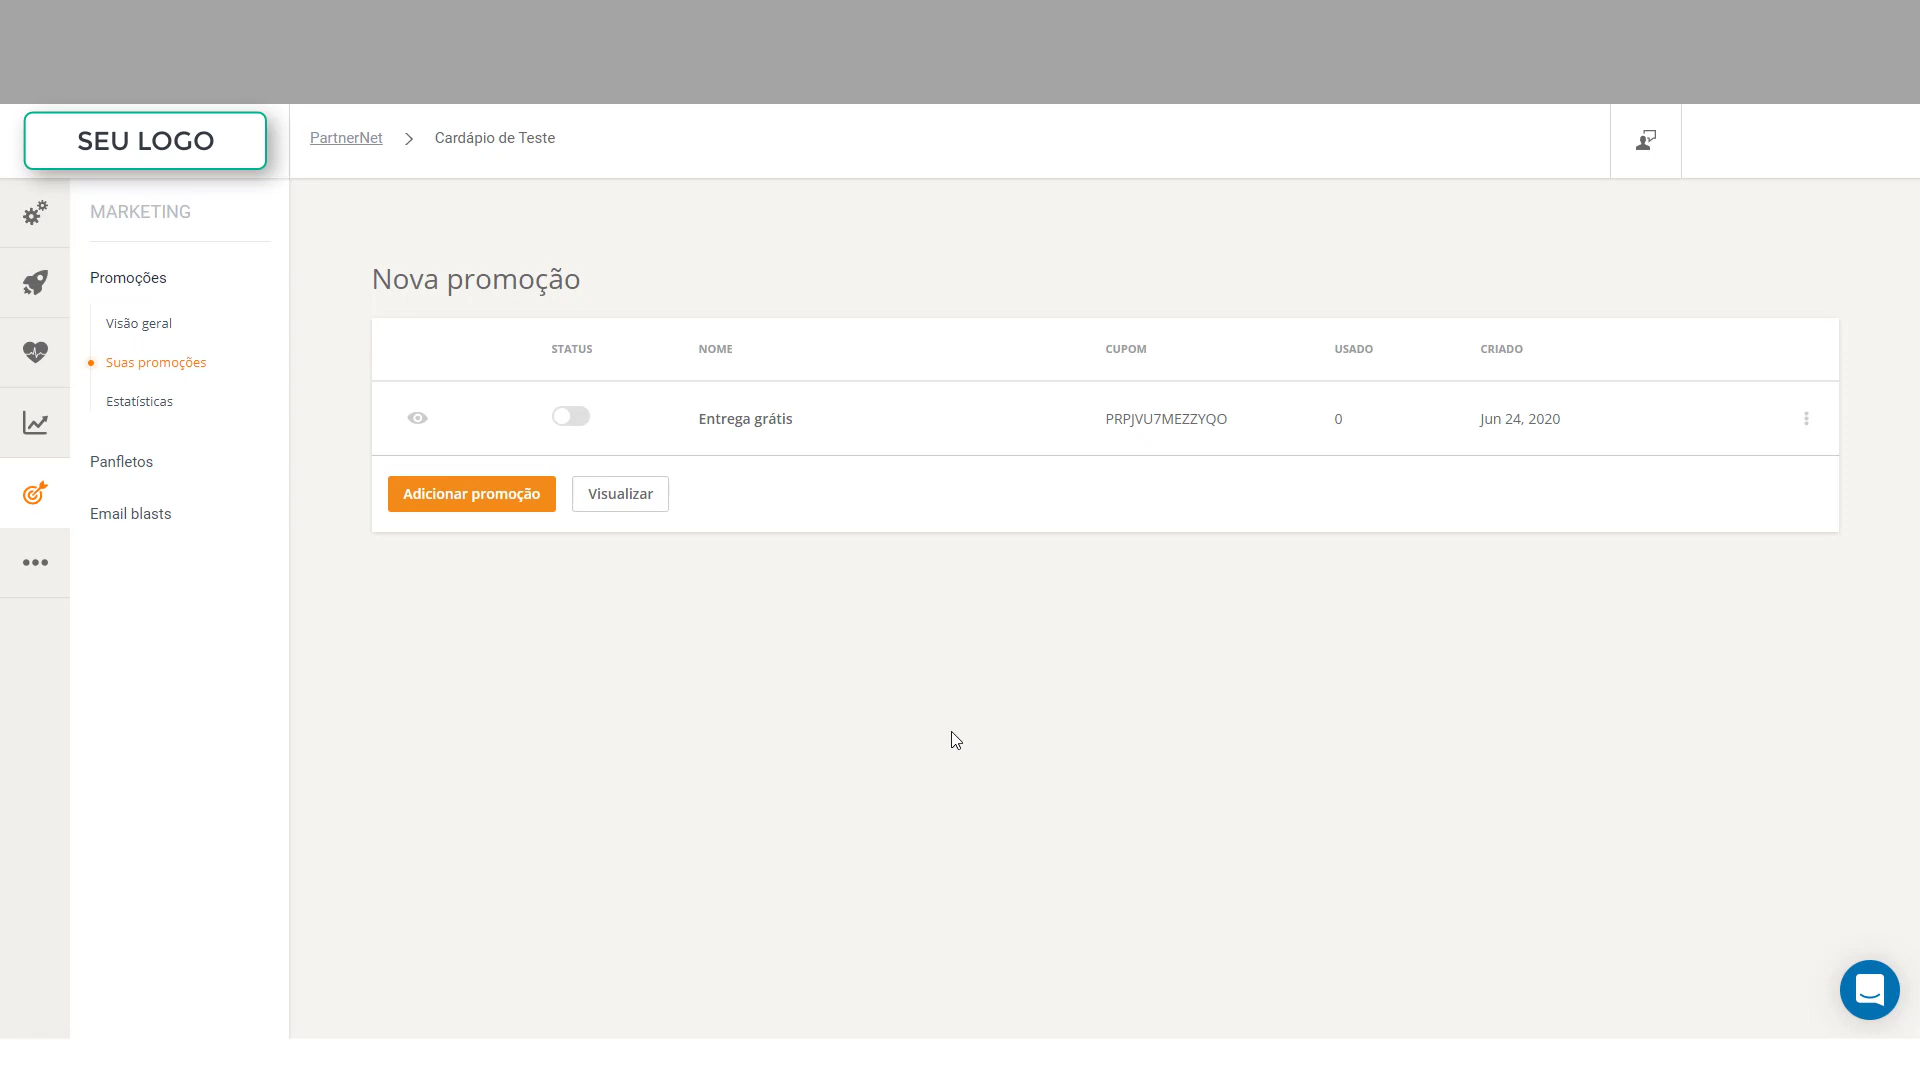 SEU LOGO
PartnerNet
Cardápio de Teste
MARKETING
Promoções
Visão geral
Suas promoções
Estatísticas
Panfletos
Email blasts
Nova promoção
STATUS NOME CUPOM USADO CRIADO
Entrega grátis PRPJVU7MEZZYQO 0 Jun 24, 2020
Adicionar promoção Visualizar